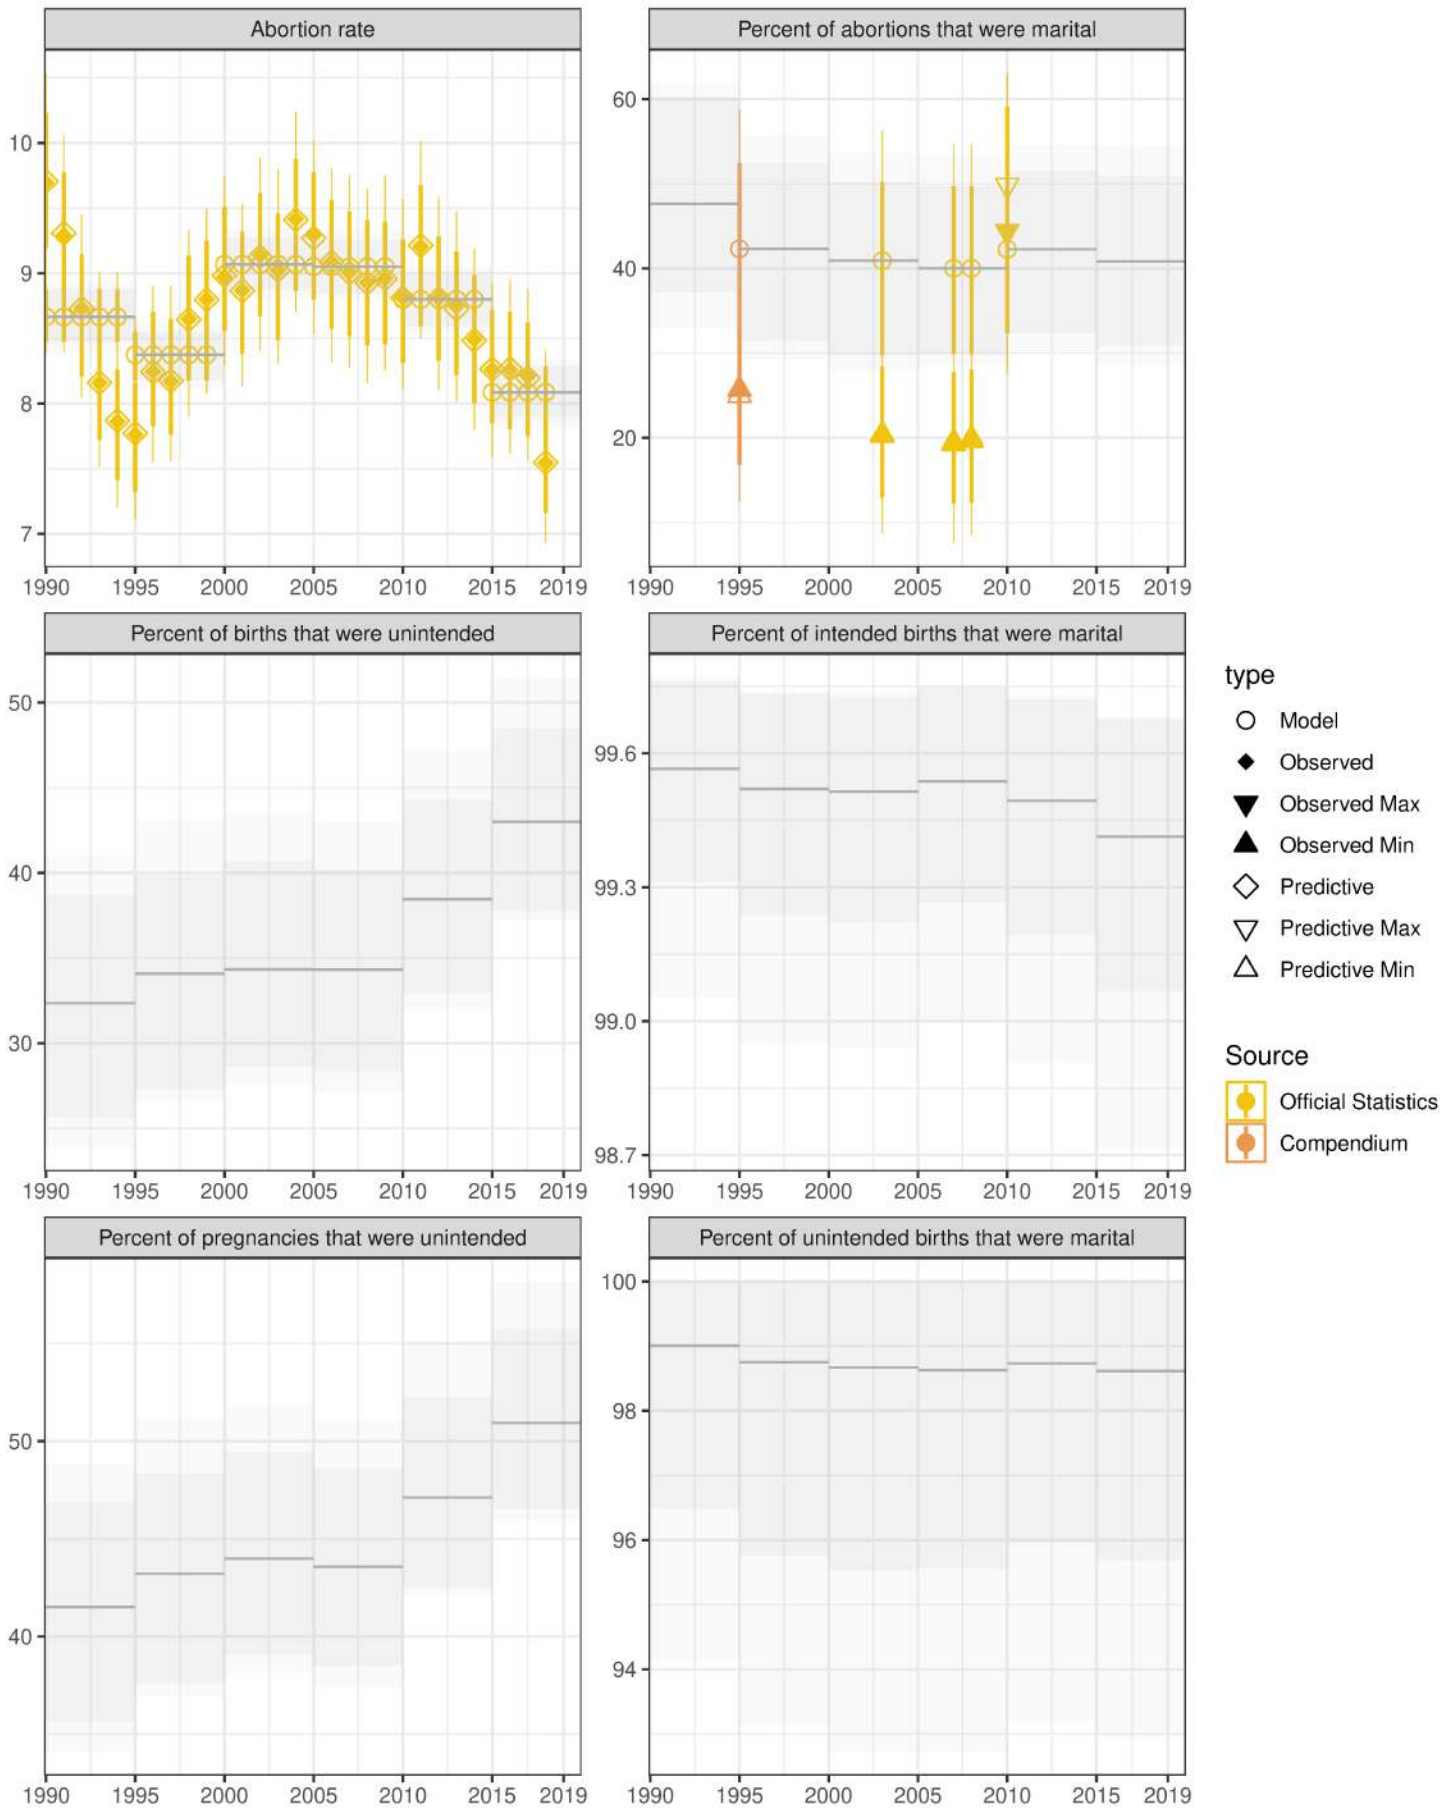 Abortion rate
10
9
8
7
1990 1995 2000 2005 2010 2015 2019
Percent of abortions that were marital
60
40
20
1990 1995 2000 2005 2010 2015 2019
Percent of births that were unintended
50
40
30
1990 1995 2000 2005 2010 2015 2019
Percent of intended births that were marital
99.6
99.3
99.0
98.7
1990 1995 2000 2005 2010 2015 2019
Percent of pregnancies that were unintended
50
40
1990 1995 2000 2005 2010 2015 2019
Percent of unintended births that were marital
100
98
96
94
1990 1995 2000 2005 2010 2015 2019
type
Model
Observed
Observed Max
Observed Min
Predictive
Predictive Max
Predictive Min
Source
Official Statistics
Compendium